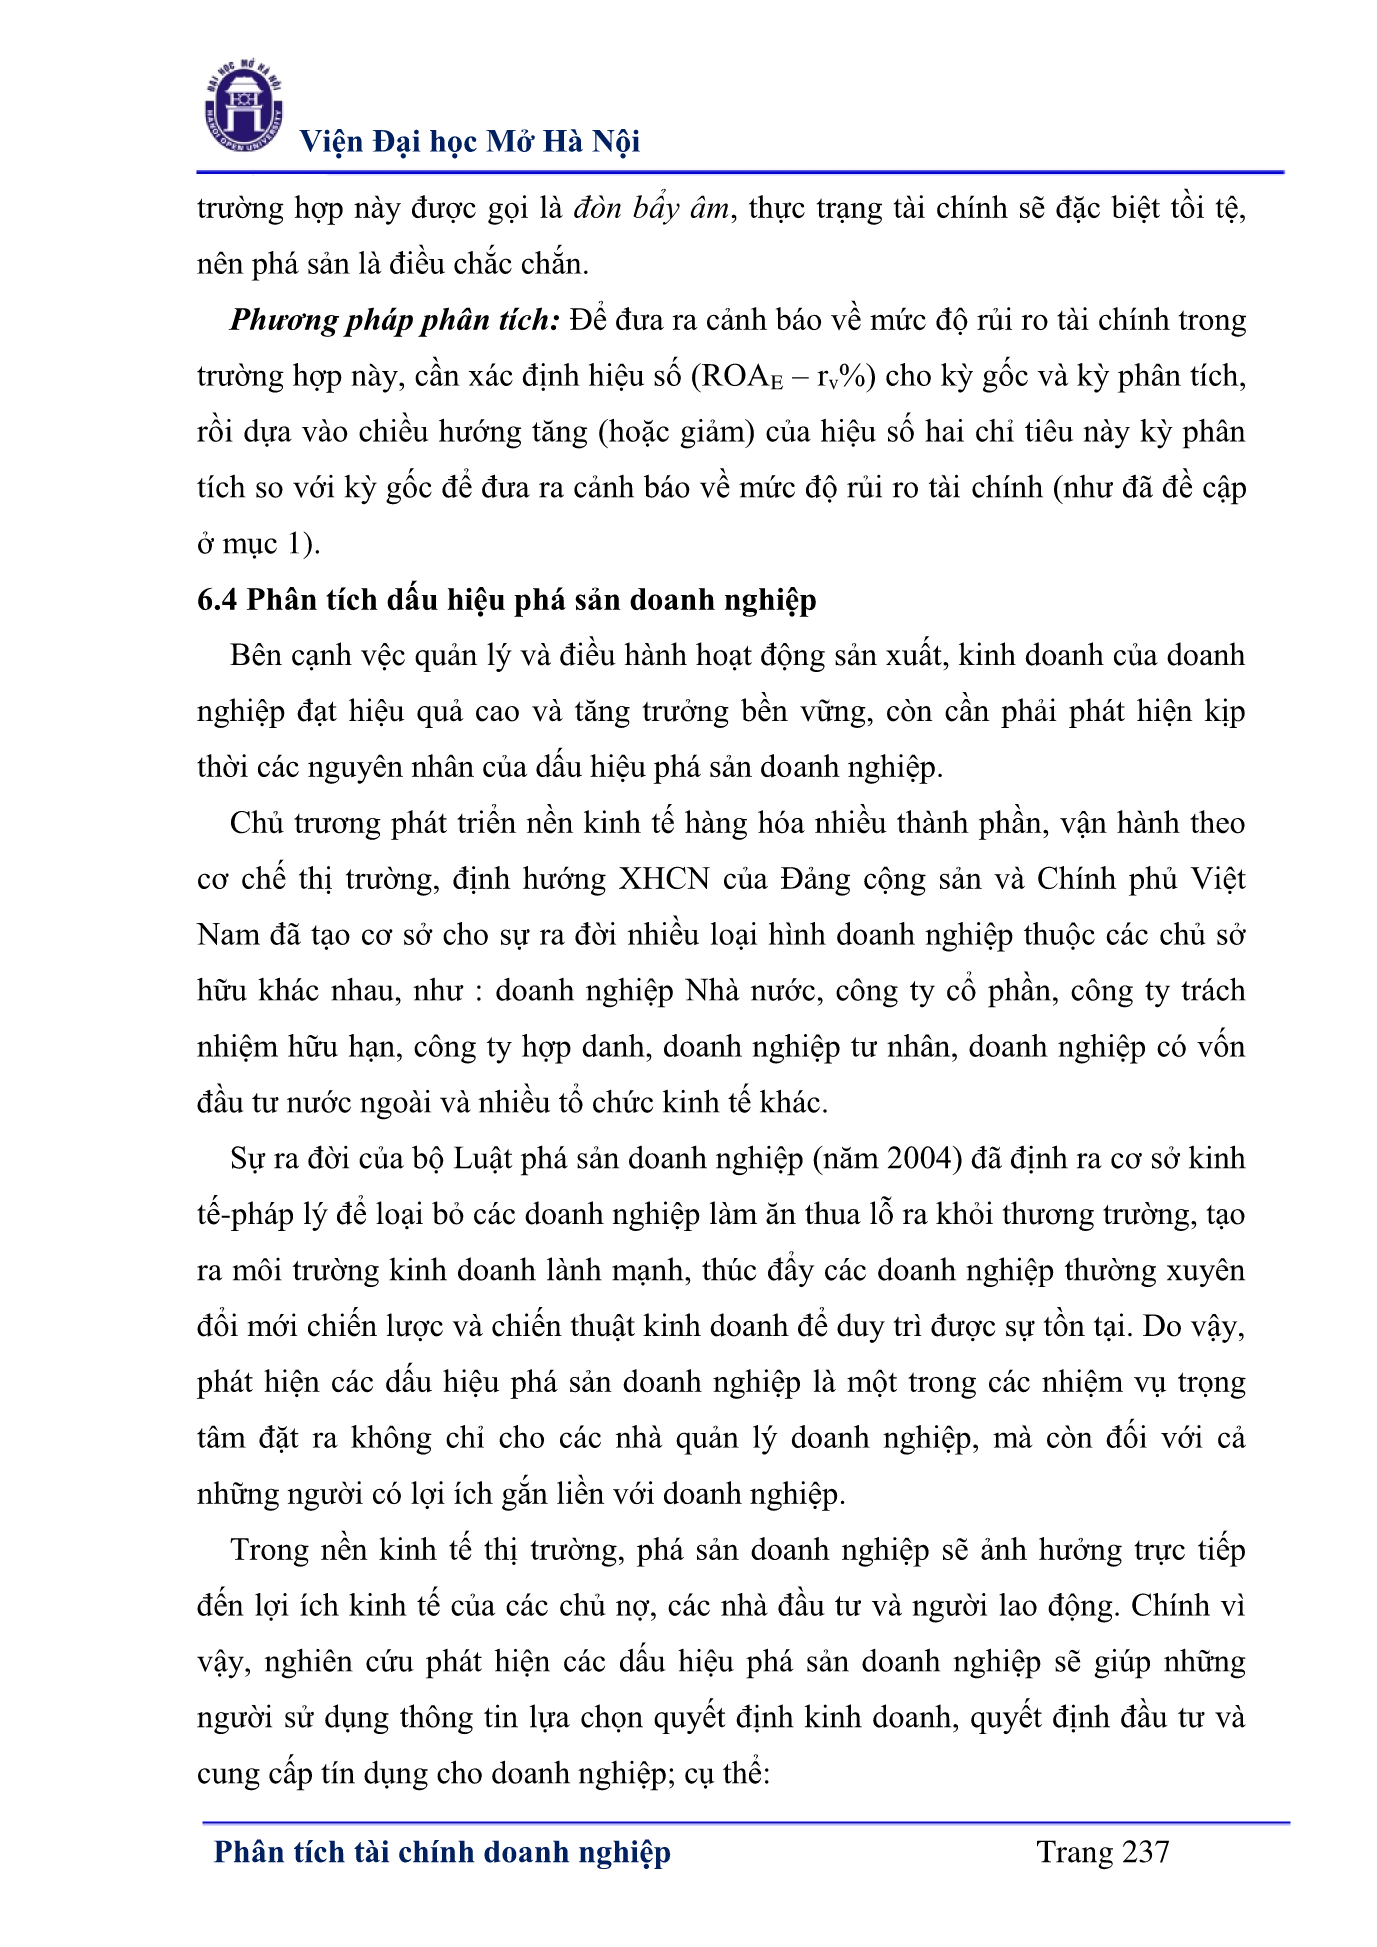 ĐẠI HỌC MỞ HÀ NỘI
HANOI OPEN UNIVERSITY
Viện Đại học Mở Hà Nội
trường hợp này được gọi là đòn bẩy âm, thực trạng tài chính sẽ đặc biệt tồi tệ,
nên phá sản là điều chắc chắn.
Phương pháp phân tích: Để đưa ra cảnh báo về mức độ rủi ro tài chính trong
trường hợp này, cần xác định hiệu số (ROAE – rv%) cho kỳ gốc và kỳ phân tích,
rồi dựa vào chiều hướng tăng (hoặc giảm) của hiệu số hai chỉ tiêu này kỳ phân
tích so với kỳ gốc để đưa ra cảnh báo về mức độ rủi ro tài chính (như đã đề cập
ở mục 1).
6.4 Phân tích dấu hiệu phá sản doanh nghiệp
Bên cạnh vệc quản lý và điều hành hoạt động sản xuất, kinh doanh của doanh
nghiệp đạt hiệu quả cao và tăng trưởng bền vững, còn cần phải phát hiện kịp
thời các nguyên nhân của dấu hiệu phá sản doanh nghiệp.
Chủ trương phát triển nền kinh tế hàng hóa nhiều thành phần, vận hành theo
cơ chế thị trường, định hướng XHCN của Đảng cộng sản và Chính phủ Việt
Nam đã tạo cơ sở cho sự ra đời nhiều loại hình doanh nghiệp thuộc các chủ sở
hữu khác nhau, như : doanh nghiệp Nhà nước, công ty cổ phần, công ty trách
nhiệm hữu hạn, công ty hợp danh, doanh nghiệp tư nhân, doanh nghiệp có vốn
đầu tư nước ngoài và nhiều tổ chức kinh tế khác.
Sự ra đời của bộ Luật phá sản doanh nghiệp (năm 2004) đã định ra cơ sở kinh
tế-pháp lý để loại bỏ các doanh nghiệp làm ăn thua lỗ ra khỏi thương trường, tạo
ra môi trường kinh doanh lành mạnh, thúc đẩy các doanh nghiệp thường xuyên
đổi mới chiến lược và chiến thuật kinh doanh để duy trì được sự tồn tại. Do vậy,
phát hiện các dấu hiệu phá sản doanh nghiệp là một trong các nhiệm vụ trọng
tâm đặt ra không chỉ cho các nhà quản lý doanh nghiệp, mà còn đối với cả
những người có lợi ích gắn liền với doanh nghiệp.
Trong nền kinh tế thị trường, phá sản doanh nghiệp sẽ ảnh hưởng trực tiếp
đến lợi ích kinh tế của các chủ nợ, các nhà đầu tư và người lao động. Chính vì
vậy, nghiên cứu phát hiện các dấu hiệu phá sản doanh nghiệp sẽ giúp những
người sử dụng thông tin lựa chọn quyết định kinh doanh, quyết định đầu tư và
cung cấp tín dụng cho doanh nghiệp; cụ thể:
Phân tích tài chính doanh nghiệp Trang 237